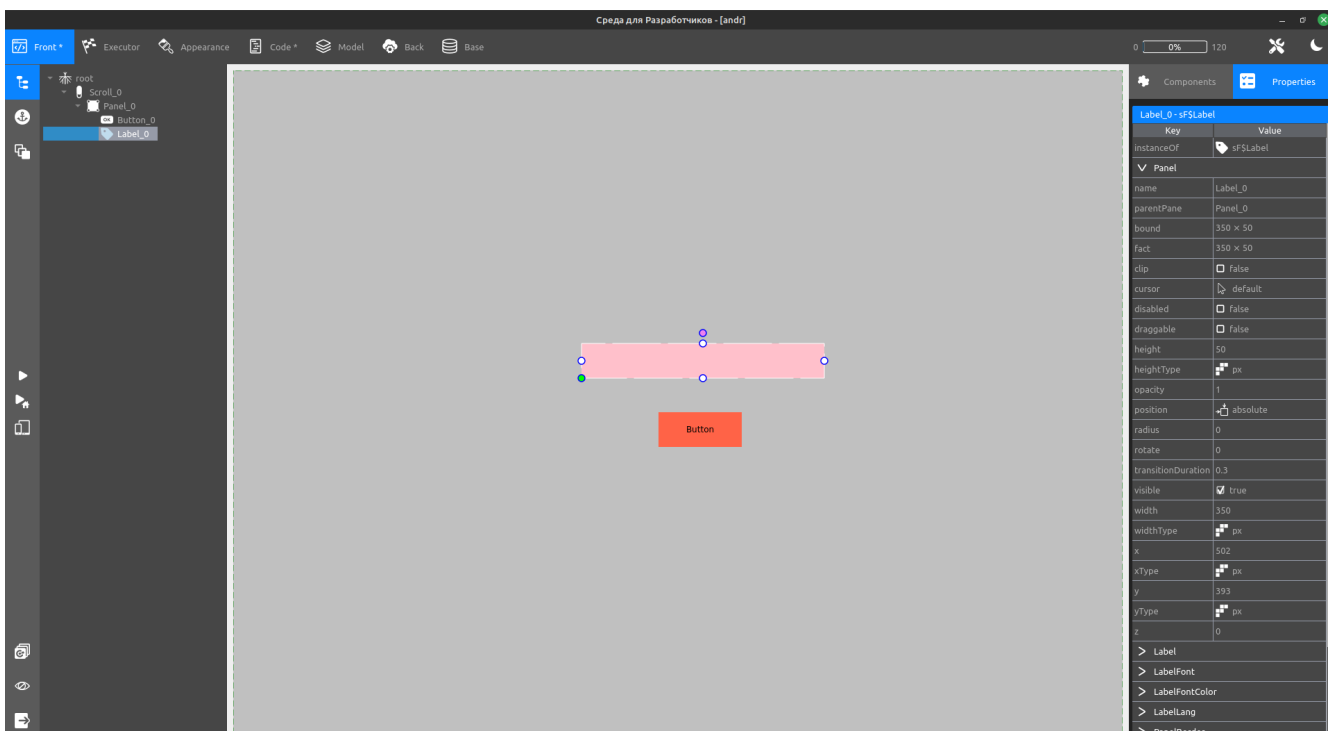 Среда для Разработчиков - [andr]
Front *
Executor
Appearance
Code *
Model
Back
Base
0
0%
120
root
Scroll_0
Panel_0
Button_0
Label_0
Button
Components
Properties
Label_0 - sF$Label
Key Value
instanceOf sF$Label
Panel
name Label_0
parentPane Panel_0
bound 350 × 50
fact 350 × 50
clip false
cursor default
disabled false
draggable false
height 50
heightType px
opacity 1
position absolute
radius 0
rotate 0
transitionDuration 0.3
visible true
width 350
widthType px
x 502
xType px
y 393
yType px
z 0
Label
LabelFont
LabelFontColor
LabelLang
PanelBorder